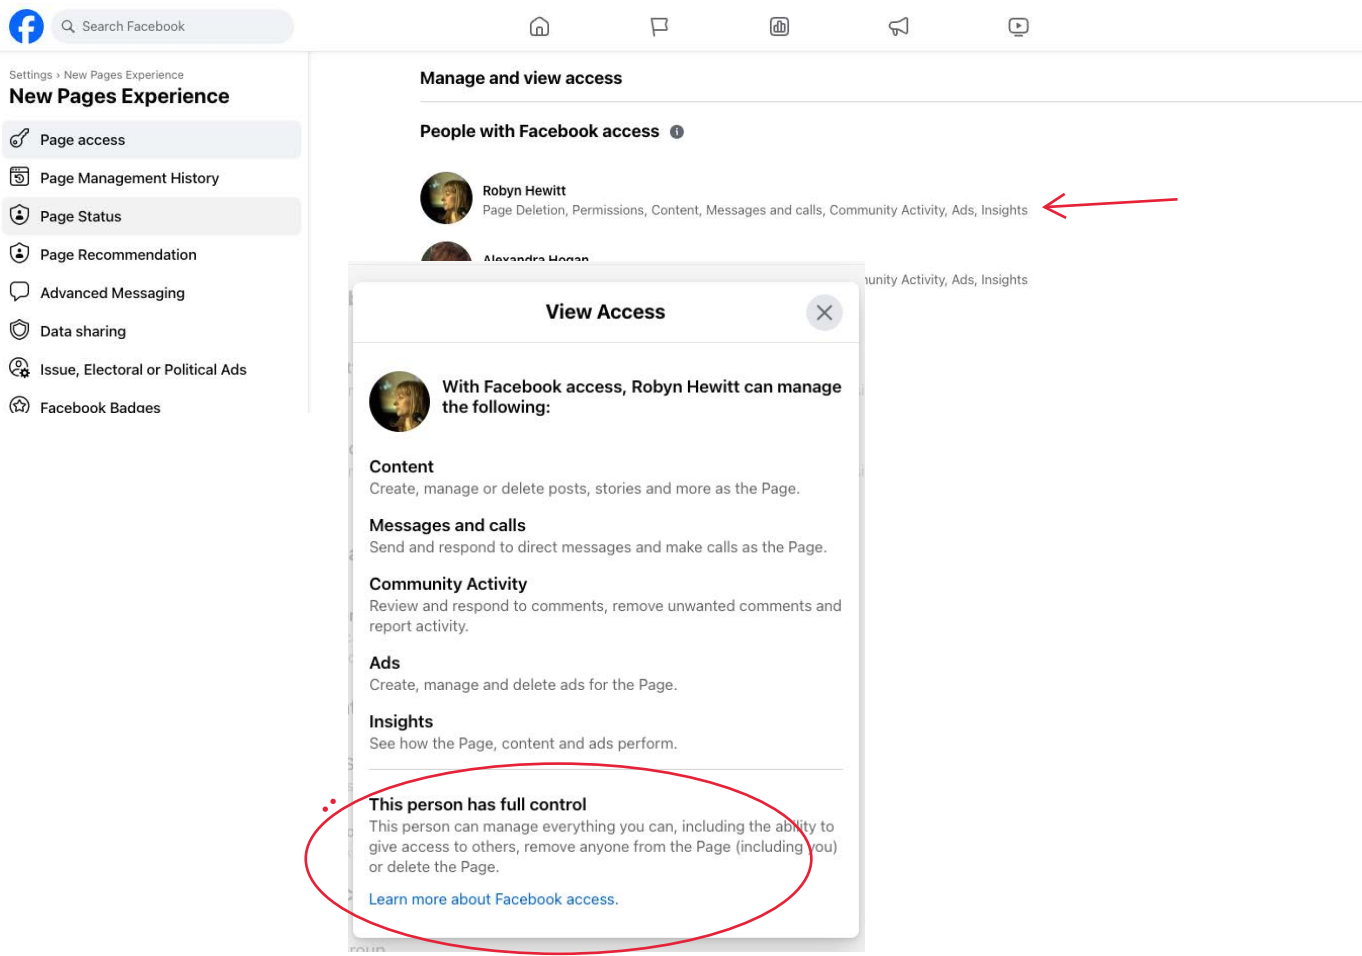 Search Facebook
Settings › New Pages Experience
New Pages Experience
Page access
Page Management History
Page Status
Page Recommendation
Advanced Messaging
Data sharing
Issue, Electoral or Political Ads
Facebook Badges
Manage and view access
People with Facebook access
Robyn Hewitt
Page Deletion, Permissions, Content, Messages and calls, Community Activity, Ads, Insights
Alexandra Hogan
Activity, Ads, Insights
View Access
With Facebook access, Robyn Hewitt can manage
the following:
Content
Create, manage or delete posts, stories and more as the Page.
Messages and calls
Send and respond to direct messages and make calls as the Page.
Community Activity
Review and respond to comments, remove unwanted comments and
report activity.
Ads
Create, manage and delete ads for the Page.
Insights
See how the Page, content and ads perform.
This person has full control
This person can manage everything you can, including the ability to
give access to others, remove anyone from the Page (including you)
or delete the Page.
Learn more about Facebook access.